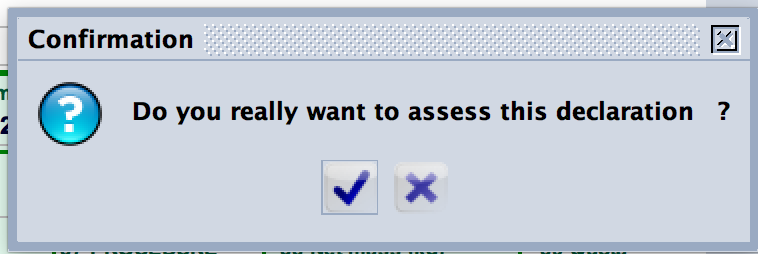 Confirmation
Do you really want to assess this declaration ?